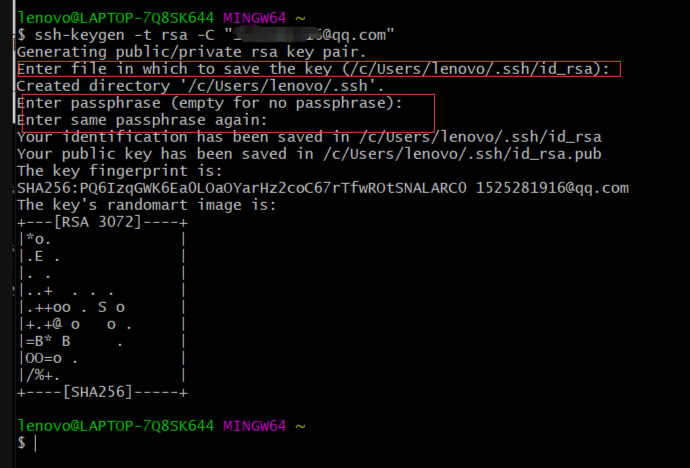 lenovo@LAPTOP-7Q8SK644 MINGW64 ~
$ ssh-keygen -t rsa -C "@qq.com"
Generating public/private rsa key pair.
Enter file in which to save the key (/c/Users/lenovo/.ssh/id_rsa):
Created directory '/c/Users/lenovo/.ssh'.
Enter passphrase (empty for no passphrase):
Enter same passphrase again:
Your identification has been saved in /c/Users/lenovo/.ssh/id_rsa
Your public key has been saved in /c/Users/lenovo/.ssh/id_rsa.pub
The key fingerprint is:
SHA256:PQ6IzqGWK6EaOLOaOYarHz2coC67rTfwROtSNALARC0 1525281916@qq.com
The key's randomart image is:
+---[RSA 3072]----+
|*o.              |
|.E .             |
|. .              |
|..+  . . .       |
|.++oo . S o      |
|+.+@ o   o .     |
|=B* B     .      |
|OO=o .           |
|/%+.             |
+----[SHA256]-----+
lenovo@LAPTOP-7Q8SK644 MINGW64 ~
$